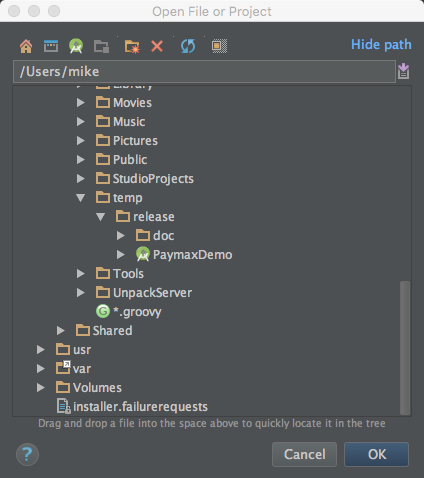 Open File or Project
Hide path
/Users/mike
Library
Movies
Music
Pictures
Public
StudioProjects
temp
release
doc
PaymaxDemo
Tools
UnpackServer
*.groovy
Shared
usr
var
Volumes
installer.failurerequests
Drag and drop a file into the space above to quickly locate it in the tree
?
Cancel
OK